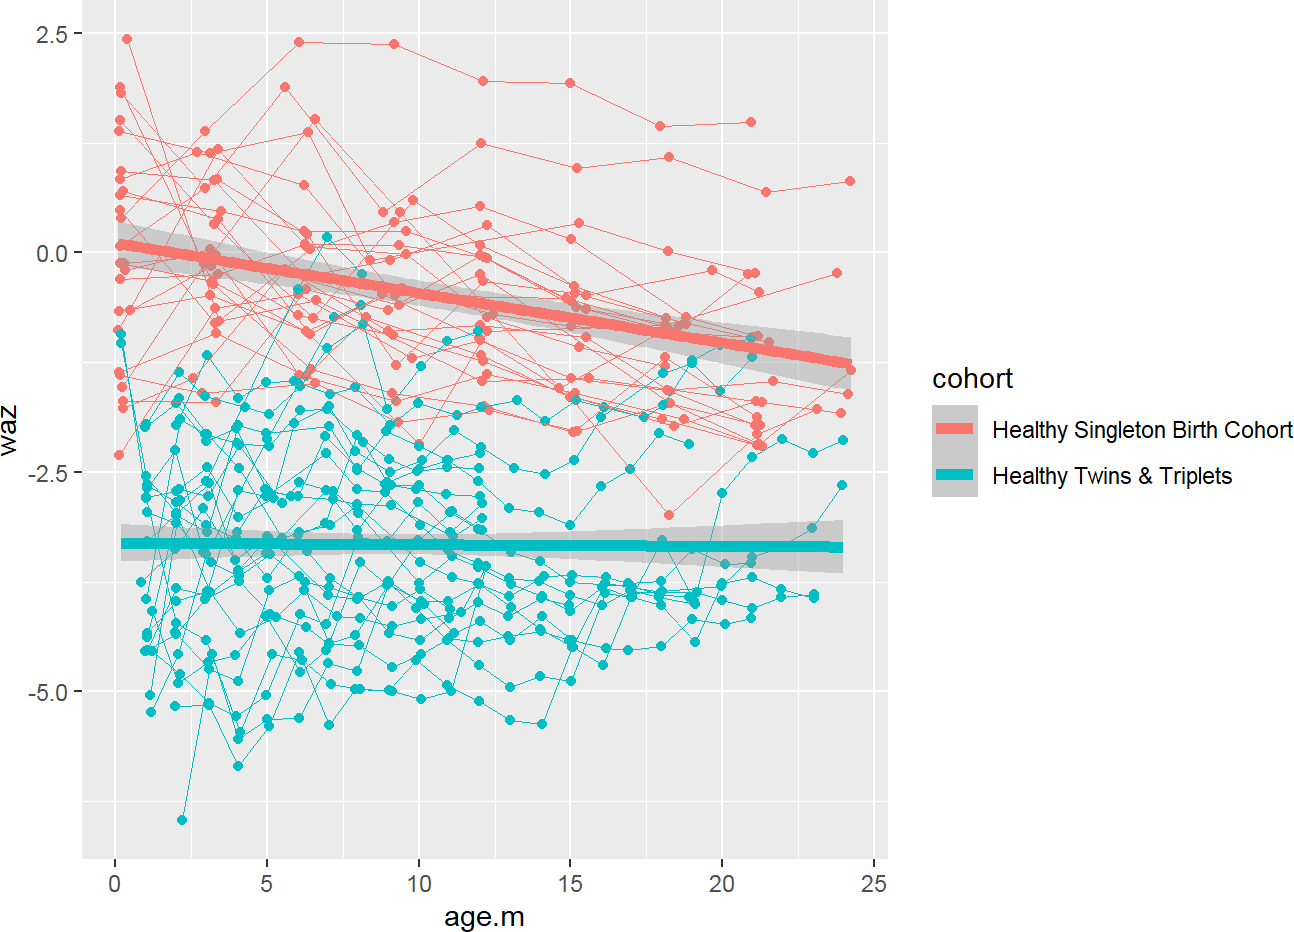 2.5
0.0
-2.5
-5.0
waz
0
5
10
15
20
25
age.m
cohort
Healthy Singleton Birth Cohort
Healthy Twins & Triplets